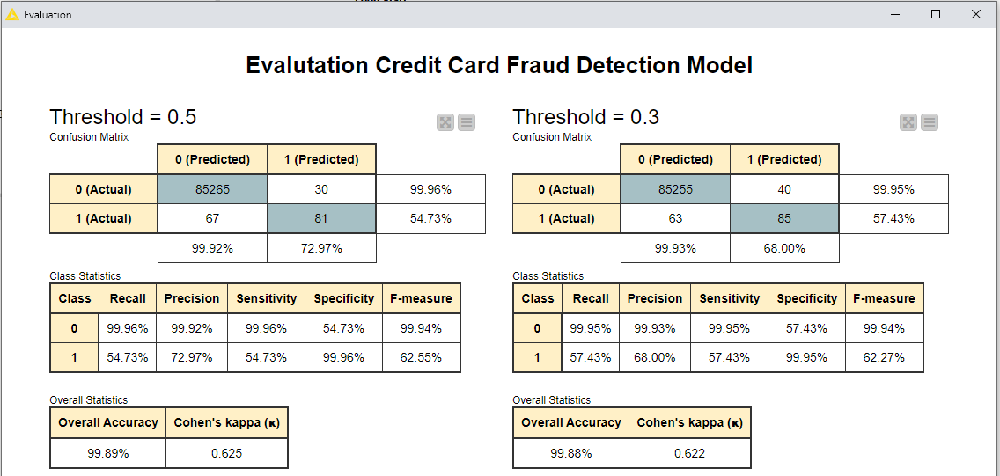 Evaluation
Evalutation Credit Card Fraud Detection Model
Threshold = 0.5
Confusion Matrix
0 (Predicted) 1 (Predicted)
0 (Actual) 85265 30 99.96%
1 (Actual) 67 81 54.73%
99.92% 72.97%
Class Statistics
Class Recall Precision Sensitivity Specificity F-measure
0 99.96% 99.92% 99.96% 54.73% 99.94%
1 54.73% 72.97% 54.73% 99.96% 62.55%
Overall Statistics
Overall Accuracy Cohen's kappa (κ)
99.89% 0.625
Threshold = 0.3
Confusion Matrix
0 (Predicted) 1 (Predicted)
0 (Actual) 85255 40 99.95%
1 (Actual) 63 85 57.43%
99.93% 68.00%
Class Statistics
Class Recall Precision Sensitivity Specificity F-measure
0 99.95% 99.93% 99.95% 57.43% 99.94%
1 57.43% 68.00% 57.43% 99.95% 62.27%
Overall Statistics
Overall Accuracy Cohen's kappa (κ)
99.88% 0.622